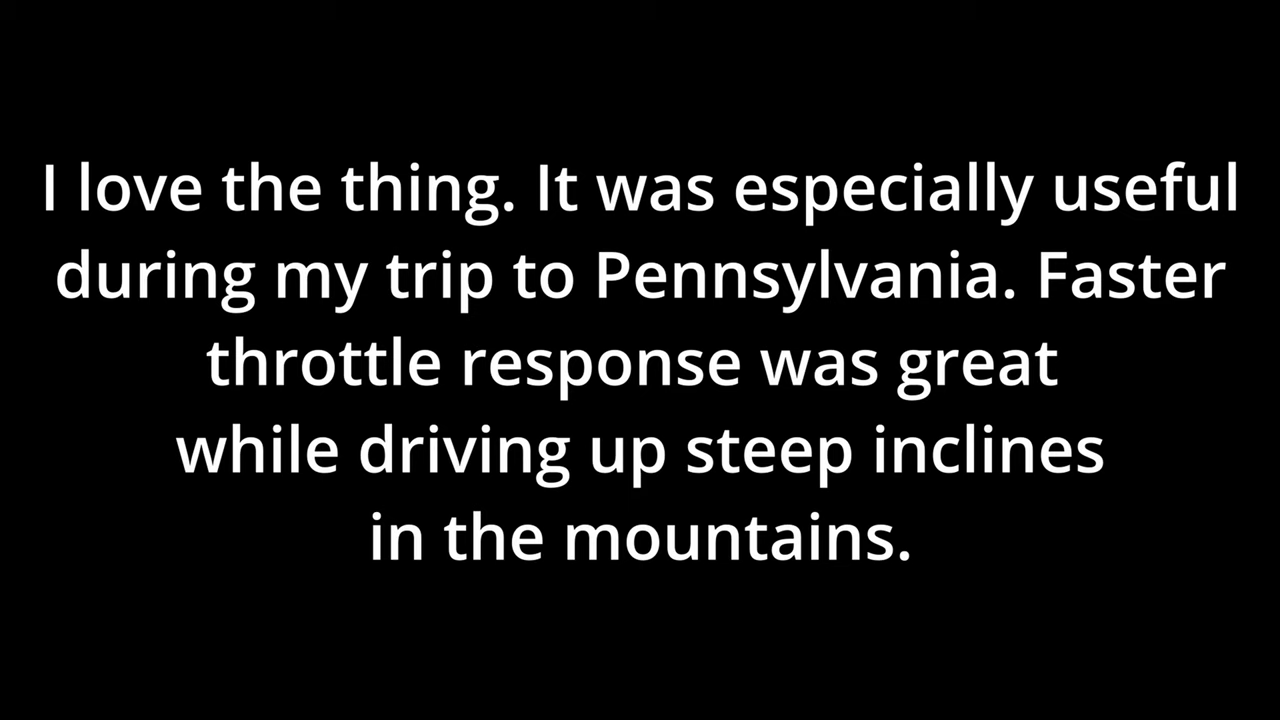 I love the thing. It was especially useful
during my trip to Pennsylvania. Faster
throttle response was great
while driving up steep inclines
in the mountains.